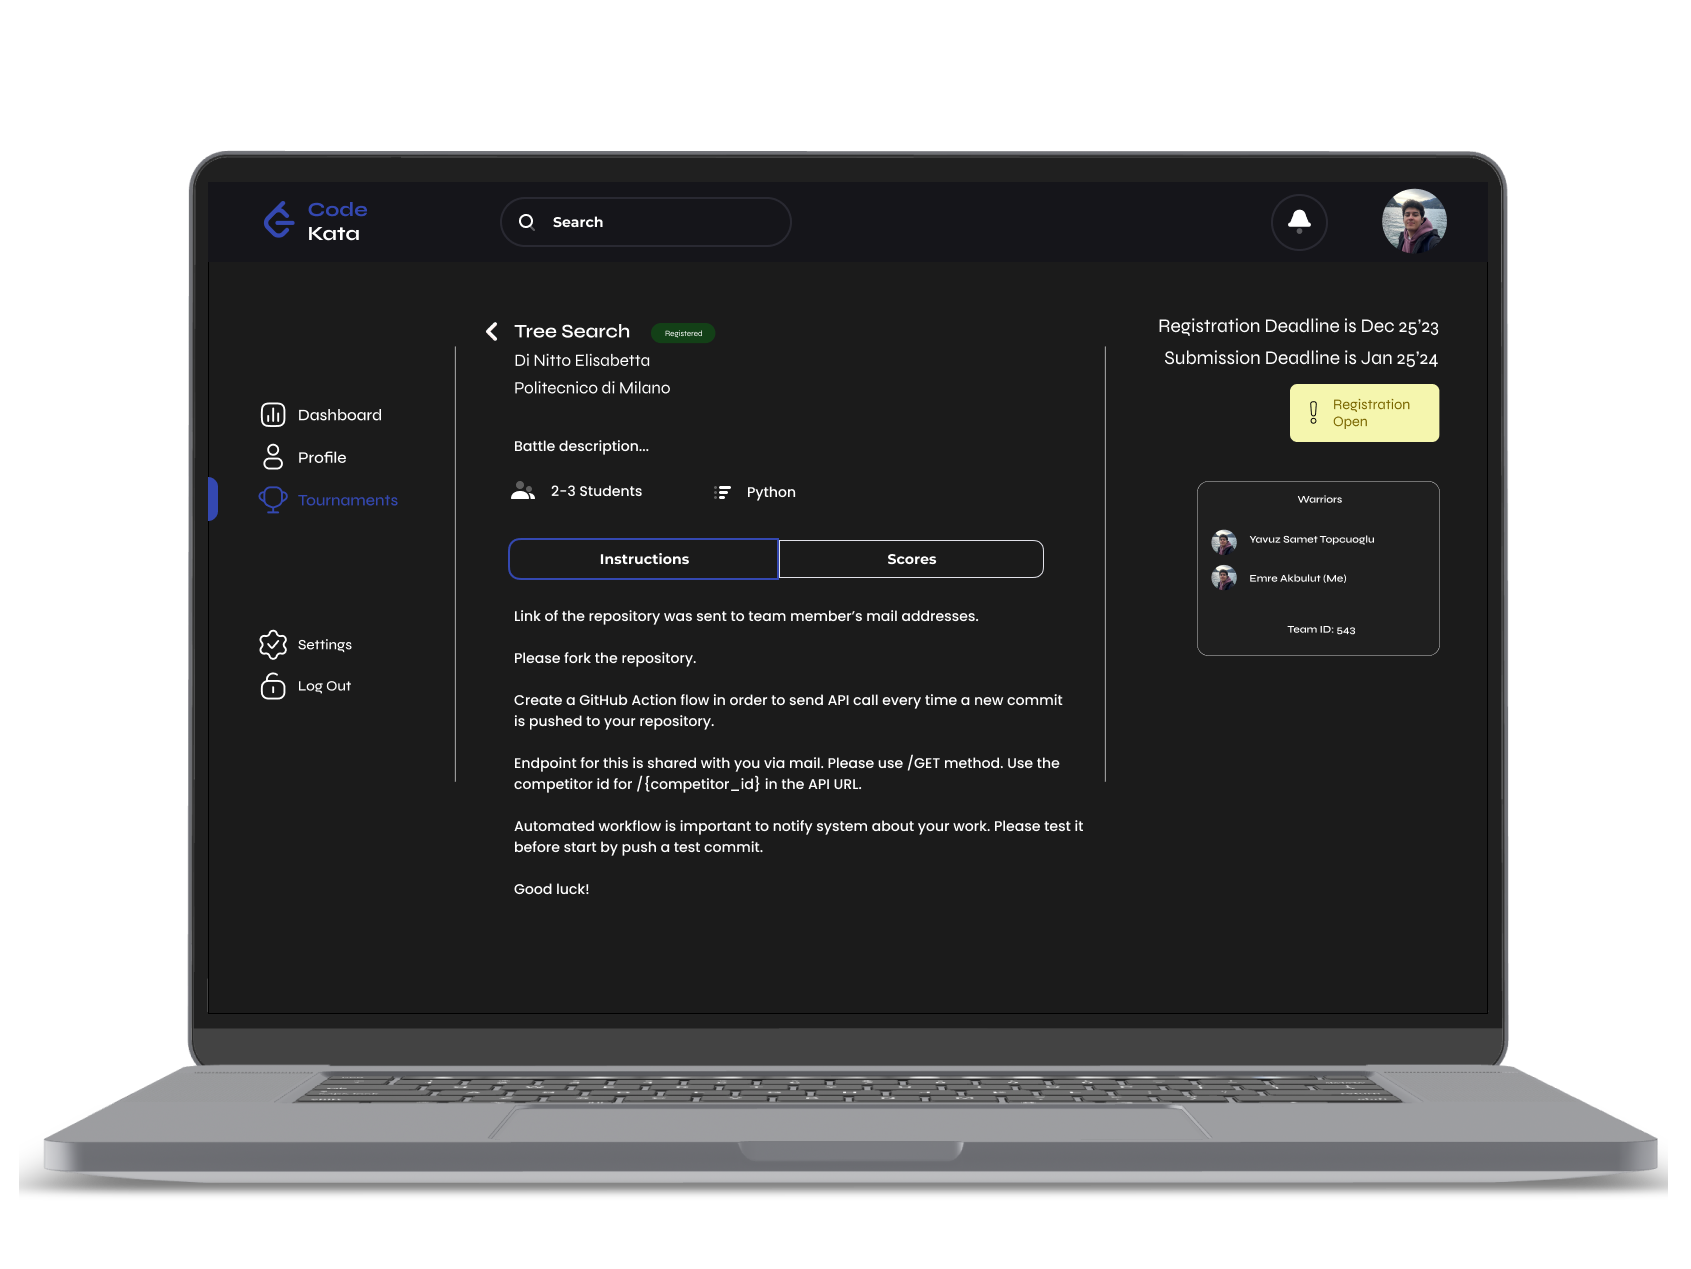 Code
Kata
Search
Tree Search
Registered
Di Nitto Elisabetta
Politecnico di Milano
Registration Deadline is Dec 25'23
Submission Deadline is Jan 25'24
Registration
Open
Dashboard
Profile
Tournaments
Settings
Log Out
Battle description...
2-3 Students
Python
Instructions
Scores
Link of the repository was sent to team member's mail addresses.
Please fork the repository.
Create a GitHub Action flow in order to send API call every time a new commit
is pushed to your repository.
Endpoint for this is shared with you via mail. Please use /GET method. Use the
competitor id for /{competitor_id} in the API URL.
Automated workflow is important to notify system about your work. Please test it
before start by push a test commit.
Good luck!
Warriors
Yavuz Samet Topcuoglu
Emre Akbulut (Me)
Team ID: 543